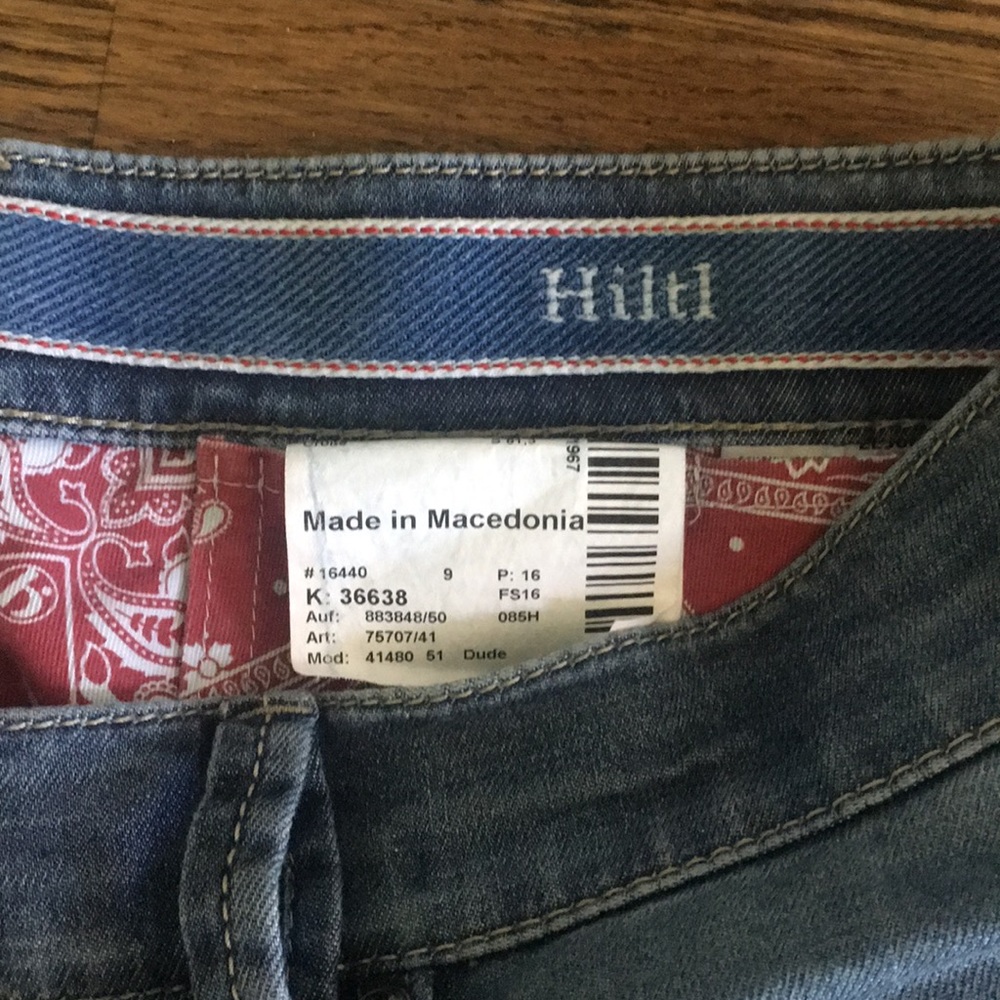 Hiltl
1967
Made in Macedonia
# 16440 9 P: 16
K: 36638 FS16
Auf: 883848/50 085H
Art: 75707/41
Mod: 41480 51 Dude